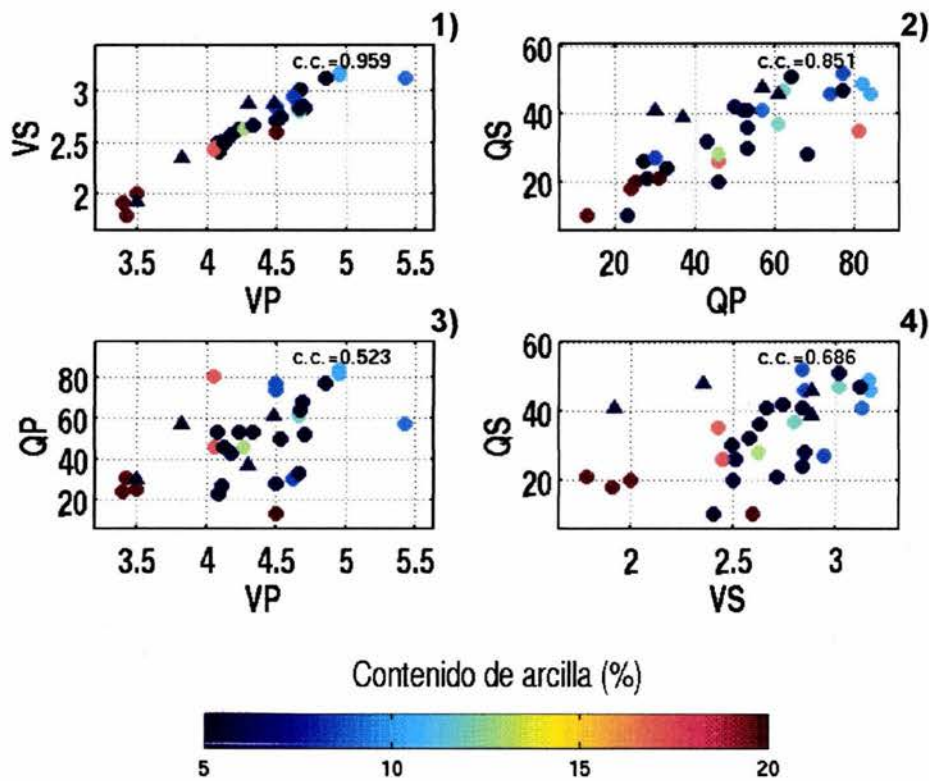 1)
c.c.=0.959
3
2.5
2
VS
3.5 4 4.5 5 5.5
VP
2)
c.c.=0.851
60
40
20
QS
20 40 60 80
QP
3)
c.c.=0.523
80
60
40
20
QP
3.5 4 4.5 5 5.5
VP
4)
c.c.=0.686
60
40
20
0
QS
2 2.5 3
VS
Contenido de arcilla (%)
5 10 15 20